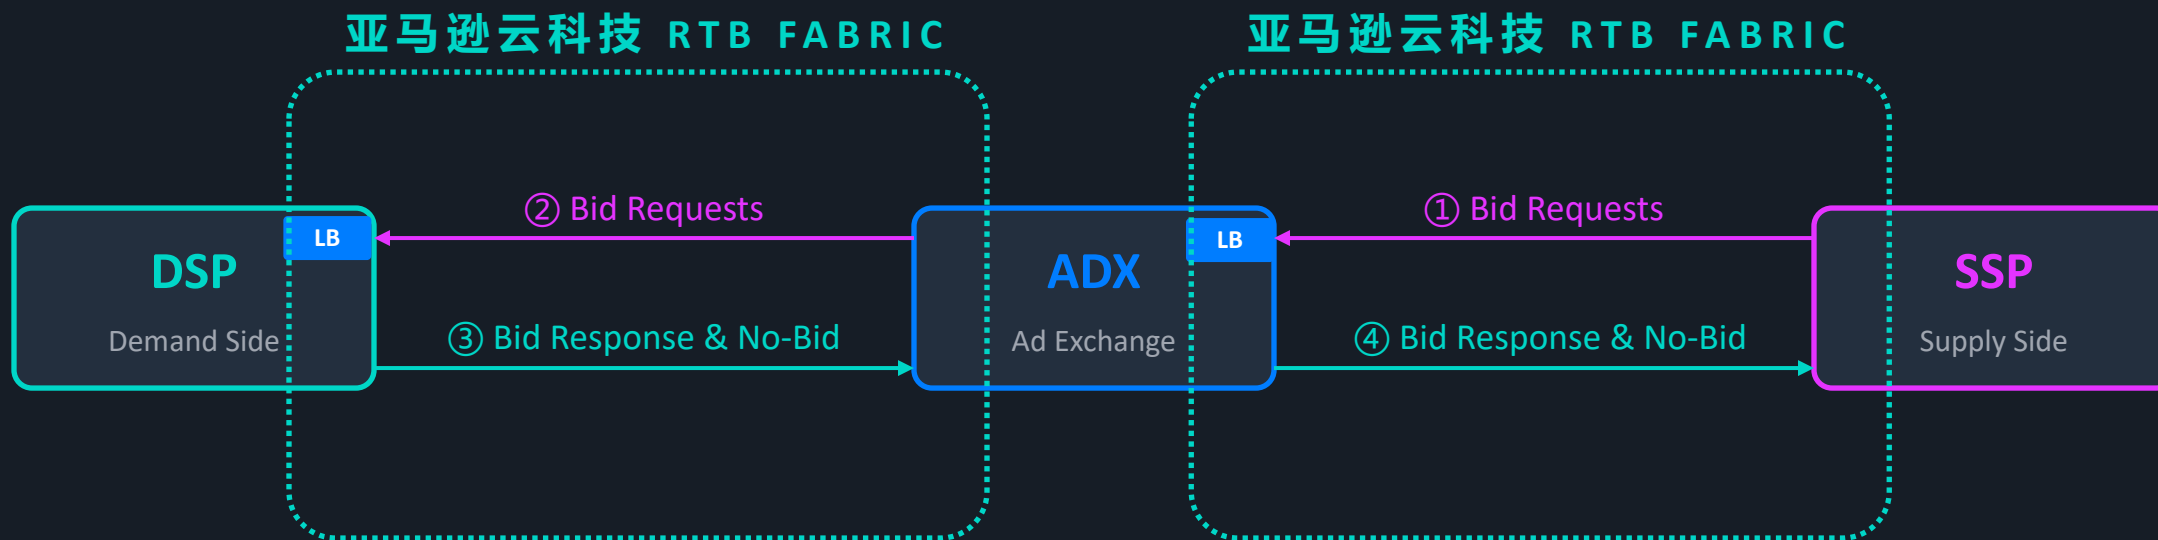 亚马逊云科技 RTB FABRIC
亚马逊云科技 RTB FABRIC
② Bid Requests
① Bid Requests
LB
LB
DSP
ADX
SSP
Demand Side
③ Bid Response & No-Bid
Ad Exchange
④ Bid Response & No-Bid
Supply Side